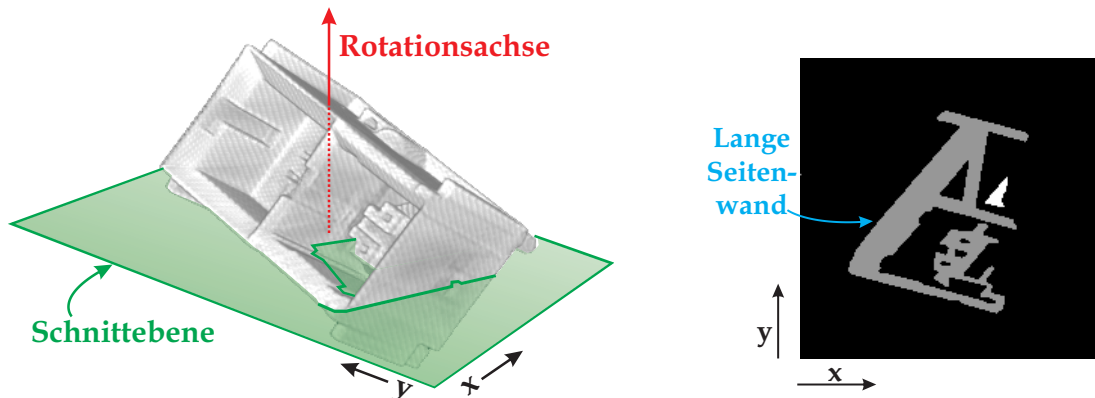 Rotationsachse
Schnittebene
y
x
Lange
Seiten-
wand
y
x